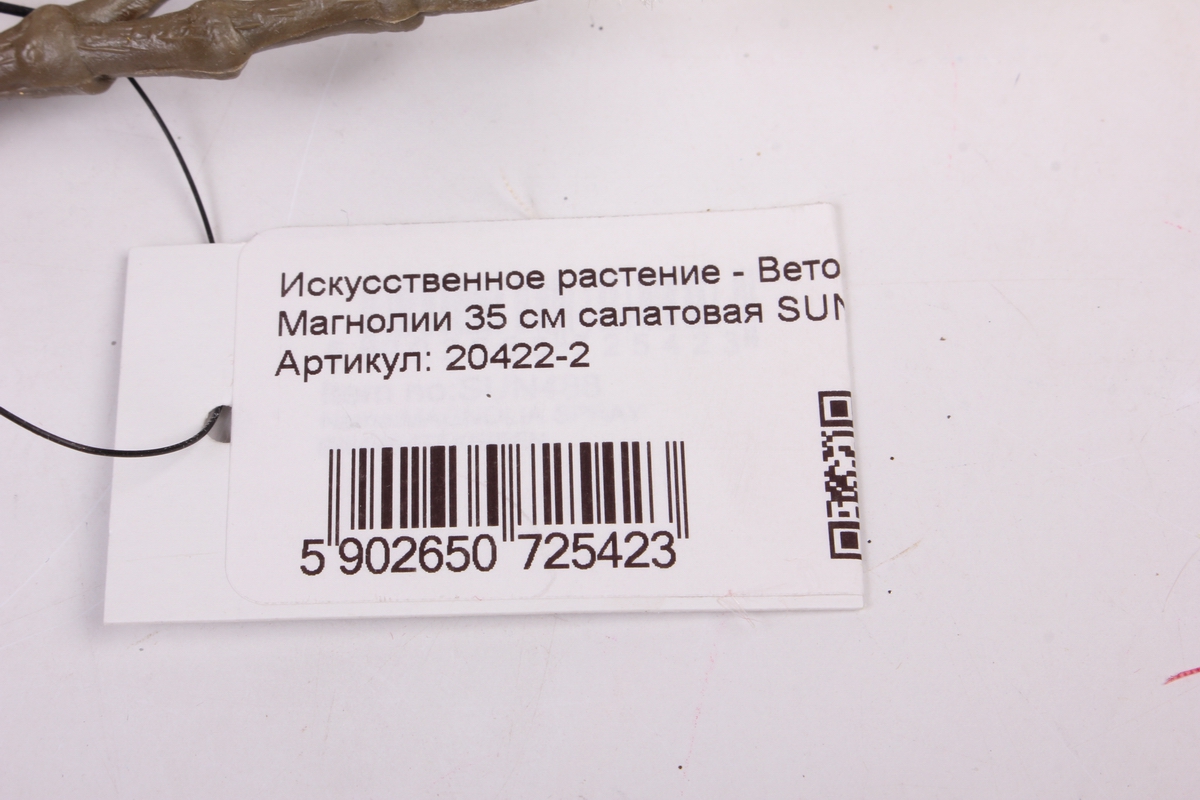 Искусственное растение - Вето
Магнолии 35 см салатовая SUN
Артикул: 20422-2
5 902650 725423